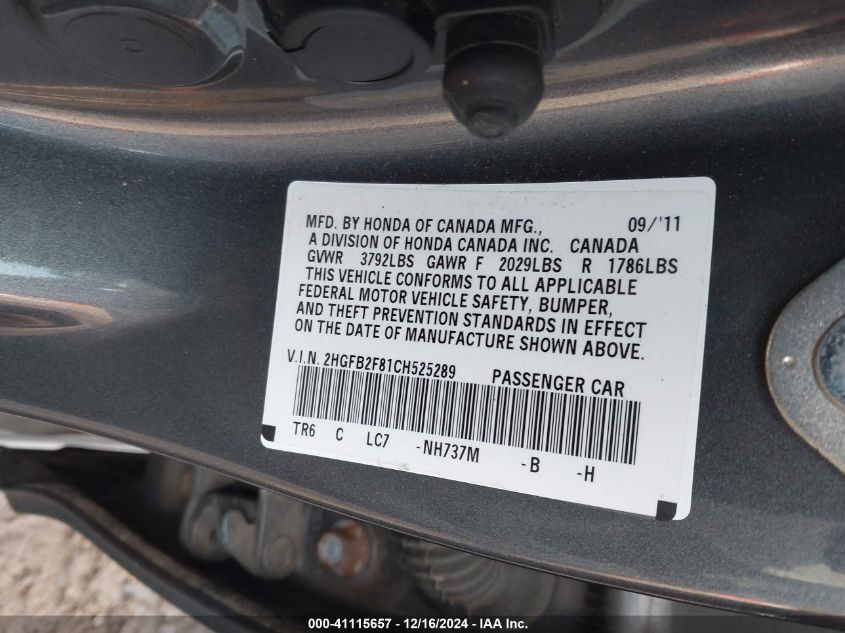 MFD. BY HONDA OF CANADA MFG., 09/'11
A DIVISION OF HONDA CANADA INC. CANADA
GVWR 3792LBS GAWR F 2029LBS R 1786LBS
THIS VEHICLE CONFORMS TO ALL APPLICABLE
FEDERAL MOTOR VEHICLE SAFETY, BUMPER,
AND THEFT PREVENTION STANDARDS IN EFFECT
ON THE DATE OF MANUFACTURE SHOWN ABOVE.
V.I.N. 2HGFB2F81CH525289 PASSENGER CAR
TR6 C LC7 -NH737M -B -H
000-41115657 - 12/16/2024 - IAA Inc.